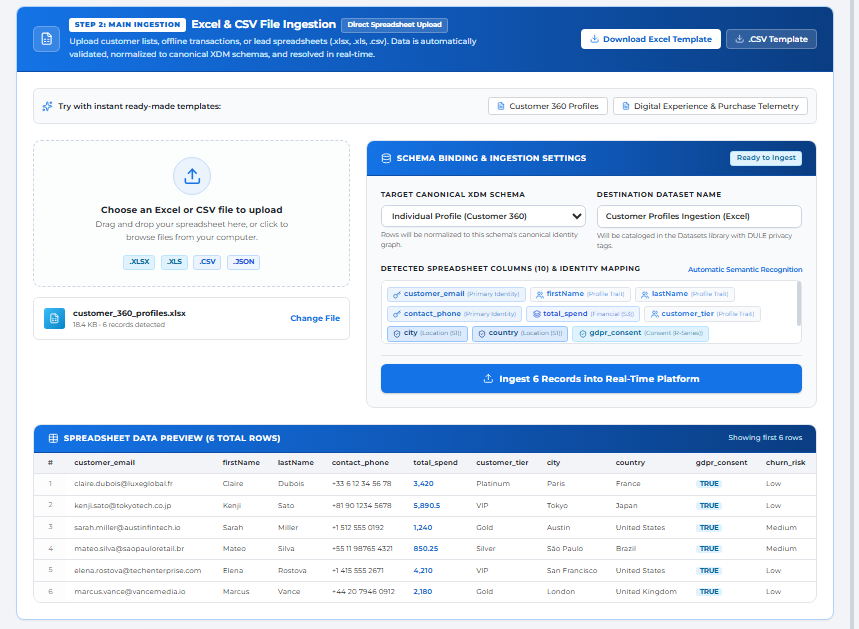 STEP 2: MAIN INGESTION Excel & CSV File Ingestion Direct Spreadsheet Upload
Upload customer lists, offline transactions, or lead spreadsheets (.xlsx, .xls, .csv). Data is automatically
validated, normalized to canonical XDM schemas, and resolved in real-time.
Download Excel Template
.CSV Template
Try with instant ready-made templates:
Customer 360 Profiles
Digital Experience & Purchase Telemetry
Choose an Excel or CSV file to upload
Drag and drop your spreadsheet here, or click to
browse files from your computer.
.XLSX .XLS .CSV .JSON
customer_360_profiles.xlsx
18.4 KB · 6 records detected
Change File
SCHEMA BINDING & INGESTION SETTINGS
Ready to Ingest
TARGET CANONICAL XDM SCHEMA
Individual Profile (Customer 360)
Rows will be normalized to this schema's canonical identity
graph.
DESTINATION DATASET NAME
Customer Profiles Ingestion (Excel)
Will be cataloged in the Datasets library with DULE privacy
tags.
DETECTED SPREADSHEET COLUMNS (10) & IDENTITY MAPPING
Automatic Semantic Recognition
customer_email (Primary Identity) firstName (Profile Trait) lastName (Profile Trait)
contact_phone (Primary Identity) total_spend (Financial (S3)) customer_tier (Profile Trait)
city (Location (S1)) country (Location (S1)) gdpr_consent (Consent (R-Series))
Ingest 6 Records into Real-Time Platform
SPREADSHEET DATA PREVIEW (6 TOTAL ROWS)
Showing first 6 rows
# customer_email firstName lastName contact_phone total_spend customer_tier city country gdpr_consent churn_risk
1 claire.dubois@luxeglobal.fr Claire Dubois +33 6 12 34 56 78 3,420 Platinum Paris France TRUE Low
2 kenji.sato@tokyotech.co.jp Kenji Sato +81 90 1234 5678 5,890.5 VIP Tokyo Japan TRUE Low
3 sarah.miller@austinfintech.io Sarah Miller +1 512 555 0192 1,240 Gold Austin United States TRUE Medium
4 mateo.silva@saopauloretail.br Mateo Silva +55 11 98765 4321 850.25 Silver São Paulo Brazil TRUE Medium
5 elena.rostova@techenterprise.com Elena Rostova +1 415 555 2671 4,210 VIP San Francisco United States TRUE Low
6 marcus.vance@vancemedia.io Marcus Vance +44 20 7946 0912 2,180 Gold London United Kingdom TRUE Low